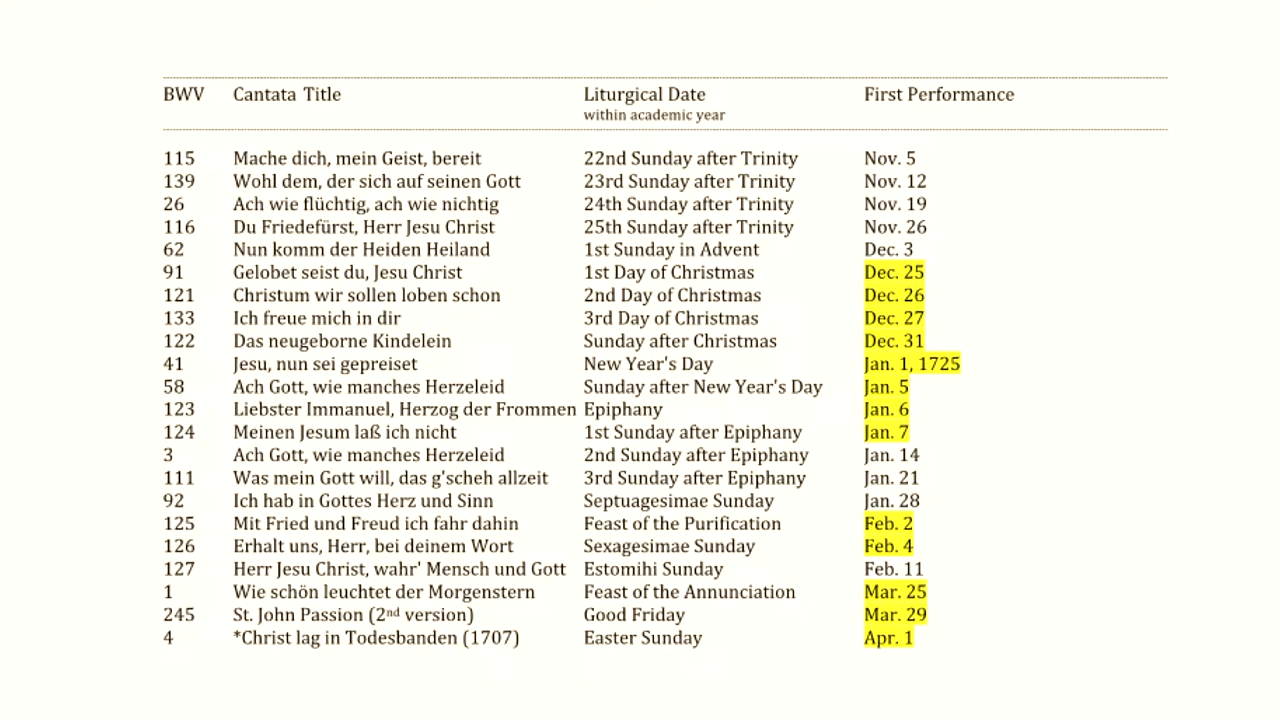 BWV Cantata Title Liturgical Date First Performance
within academic year
115 Mache dich, mein Geist, bereit 22nd Sunday after Trinity Nov. 5
139 Wohl dem, der sich auf seinen Gott 23rd Sunday after Trinity Nov. 12
26 Ach wie flüchtig, ach wie nichtig 24th Sunday after Trinity Nov. 19
116 Du Friedefürst, Herr Jesu Christ 25th Sunday after Trinity Nov. 26
62 Nun komm der Heiden Heiland 1st Sunday in Advent Dec. 3
91 Gelobet seist du, Jesu Christ 1st Day of Christmas Dec. 25
121 Christum wir sollen loben schon 2nd Day of Christmas Dec. 26
133 Ich freue mich in dir 3rd Day of Christmas Dec. 27
122 Das neugeborne Kindelein Sunday after Christmas Dec. 31
41 Jesu, nun sei gepreiset New Year's Day Jan. 1, 1725
58 Ach Gott, wie manches Herzeleid Sunday after New Year's Day Jan. 5
123 Liebster Immanuel, Herzog der Frommen Epiphany Jan. 6
124 Meinen Jesum laß ich nicht 1st Sunday after Epiphany Jan. 7
3 Ach Gott, wie manches Herzeleid 2nd Sunday after Epiphany Jan. 14
111 Was mein Gott will, das g'scheh allzeit 3rd Sunday after Epiphany Jan. 21
92 Ich hab in Gottes Herz und Sinn Septuagesimae Sunday Jan. 28
125 Mit Fried und Freud ich fahr dahin Feast of the Purification Feb. 2
126 Erhalt uns, Herr, bei deinem Wort Sexagesimae Sunday Feb. 4
127 Herr Jesu Christ, wahr' Mensch und Gott Estomihi Sunday Feb. 11
1 Wie schön leuchtet der Morgenstern Feast of the Annunciation Mar. 25
245 St. John Passion (2nd version) Good Friday Mar. 29
4 *Christ lag in Todesbanden (1707) Easter Sunday Apr. 1